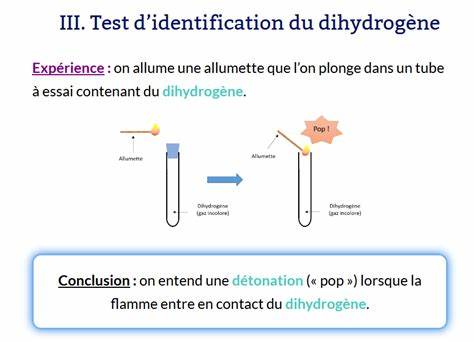 III. Test d’identification du dihydrogène
Expérience : on allume une allumette que l’on plonge dans un tube
à essai contenant du dihydrogène.
Pop !
Allumette
Allumette
Dihydrogène
(gaz incolore)
Dihydrogène
(gaz incolore)
Conclusion : on entend une détonation (« pop ») lorsque la
flamme entre en contact du dihydrogène.